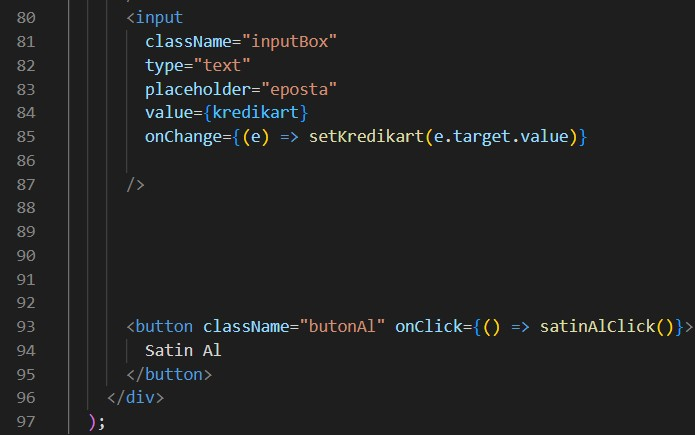 80 <input
81 className="inputBox"
82 type="text"
83 placeholder="eposta"
84 value={kredikart}
85 onChange={(e) => setKredikart(e.target.value)}
86
87 />
88
89
90
91
92
93 <button className="butonAl" onClick={() => satinAlClick()}>
94 Satin Al
95 </button>
96 </div>
97 );